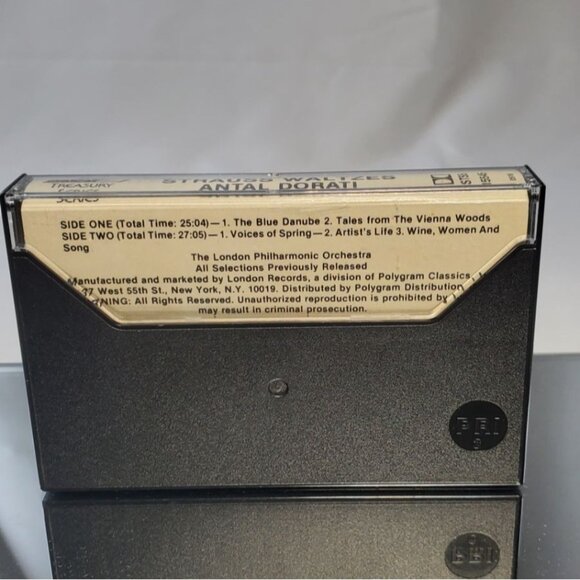 TREASURY
SERIES
STRAUSS WALTZES
ANTAL DORATI
SIDE ONE (Total Time: 25:04)—1. The Blue Danube 2. Tales from The Vienna Woods
SIDE TWO (Total Time: 27:05)—1. Voices of Spring—2. Artist's Life 3. Wine, Women And
Song
The London Philharmonic Orchestra
All Selections Previously Released
Manufactured and marketed by London Records, a division of Polygram Classics,
West 55th St., New York, N.Y. 10019. Distributed by Polygram Distribution
WARNING: All Rights Reserved. Unauthorized reproduction is prohibited by
may result in criminal prosecution.
PRI